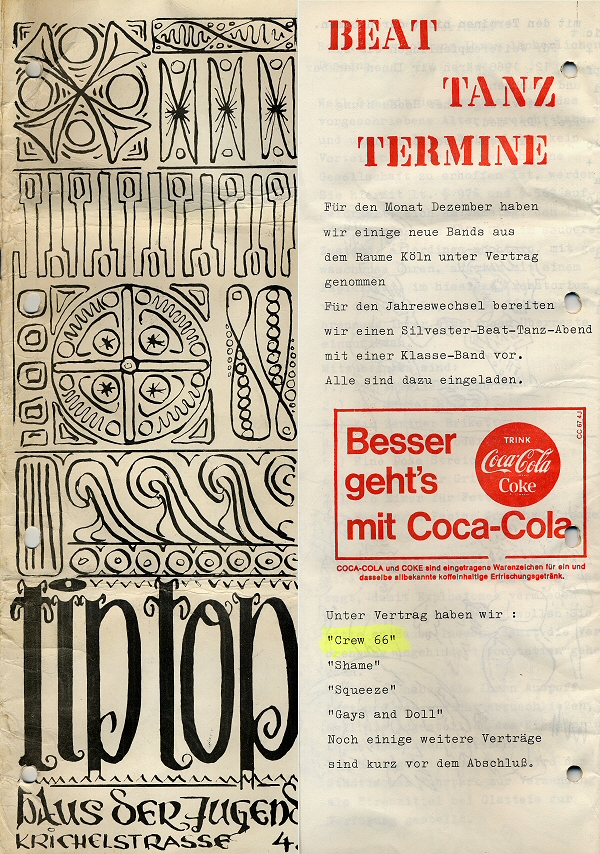 tip top
HAUS DER JUGEND
KRICHELSTRASSE 4.
BEAT
TANZ
TERMINE
Für den Monat Dezember haben
wir einige neue Bands aus
dem Raume Köln unter Vertrag
genommen
Für den Jahreswechsel bereiten
wir einen Silvester-Beat-Tanz-Abend
mit einer Klasse-Band vor.
Alle sind dazu eingeladen.
CC 67 4J
Besser
geht's
mit Coca-Cola
TRINK
Coca-Cola
Coke
COCA-COLA und COKE sind eingetragene Warenzeichen für ein und
dasselbe allbekannte koffeinhaltige Erfrischungsgetränk.
Unter Vertrag haben wir :
"Crew 66"
"Shame"
"Squeeze"
"Gays and Doll"
Noch einige weitere Verträge
sind kurz vor dem Abschluß.